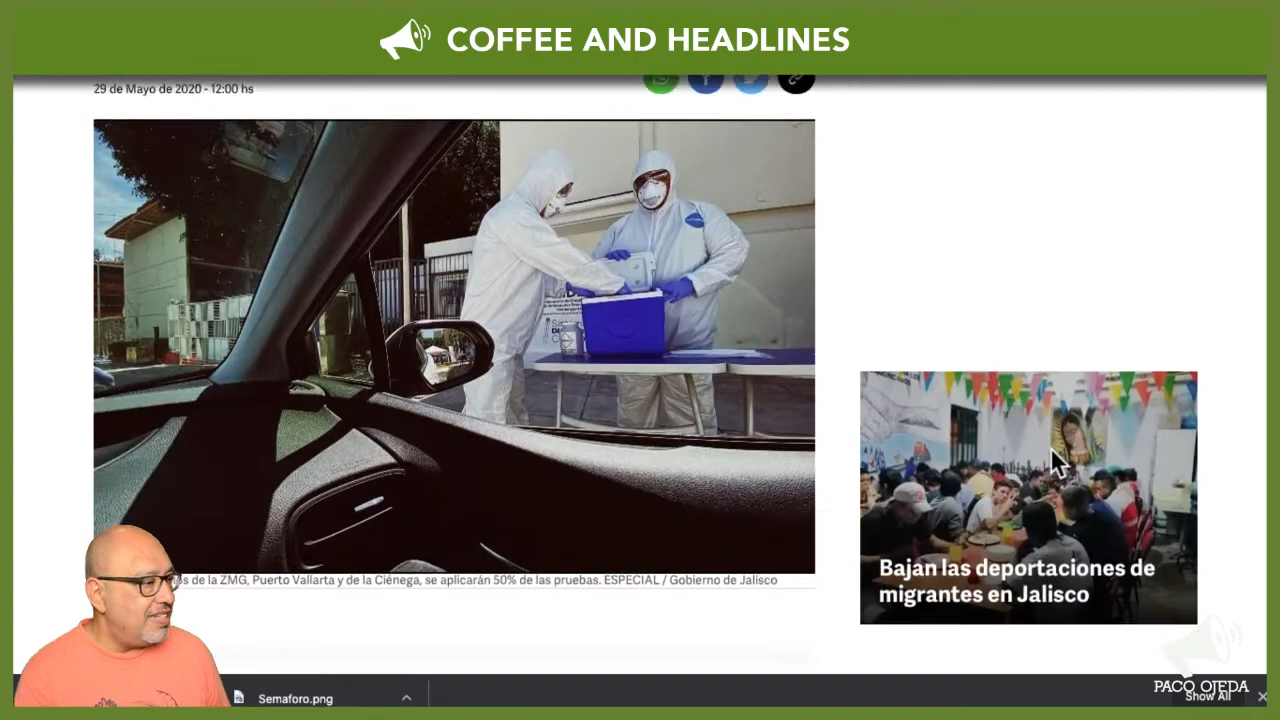 COFFEE AND HEADLINES
29 de Mayo de 2020 - 12:00 hs
de la ZMG, Puerto Vallarta y de la Ciénega, se aplicarán 50% de las pruebas. ESPECIAL / Gobierno de Jalisco
Bajan las deportaciones de
migrantes en Jalisco
PACO OJEDA
Semaforo.png
Show All